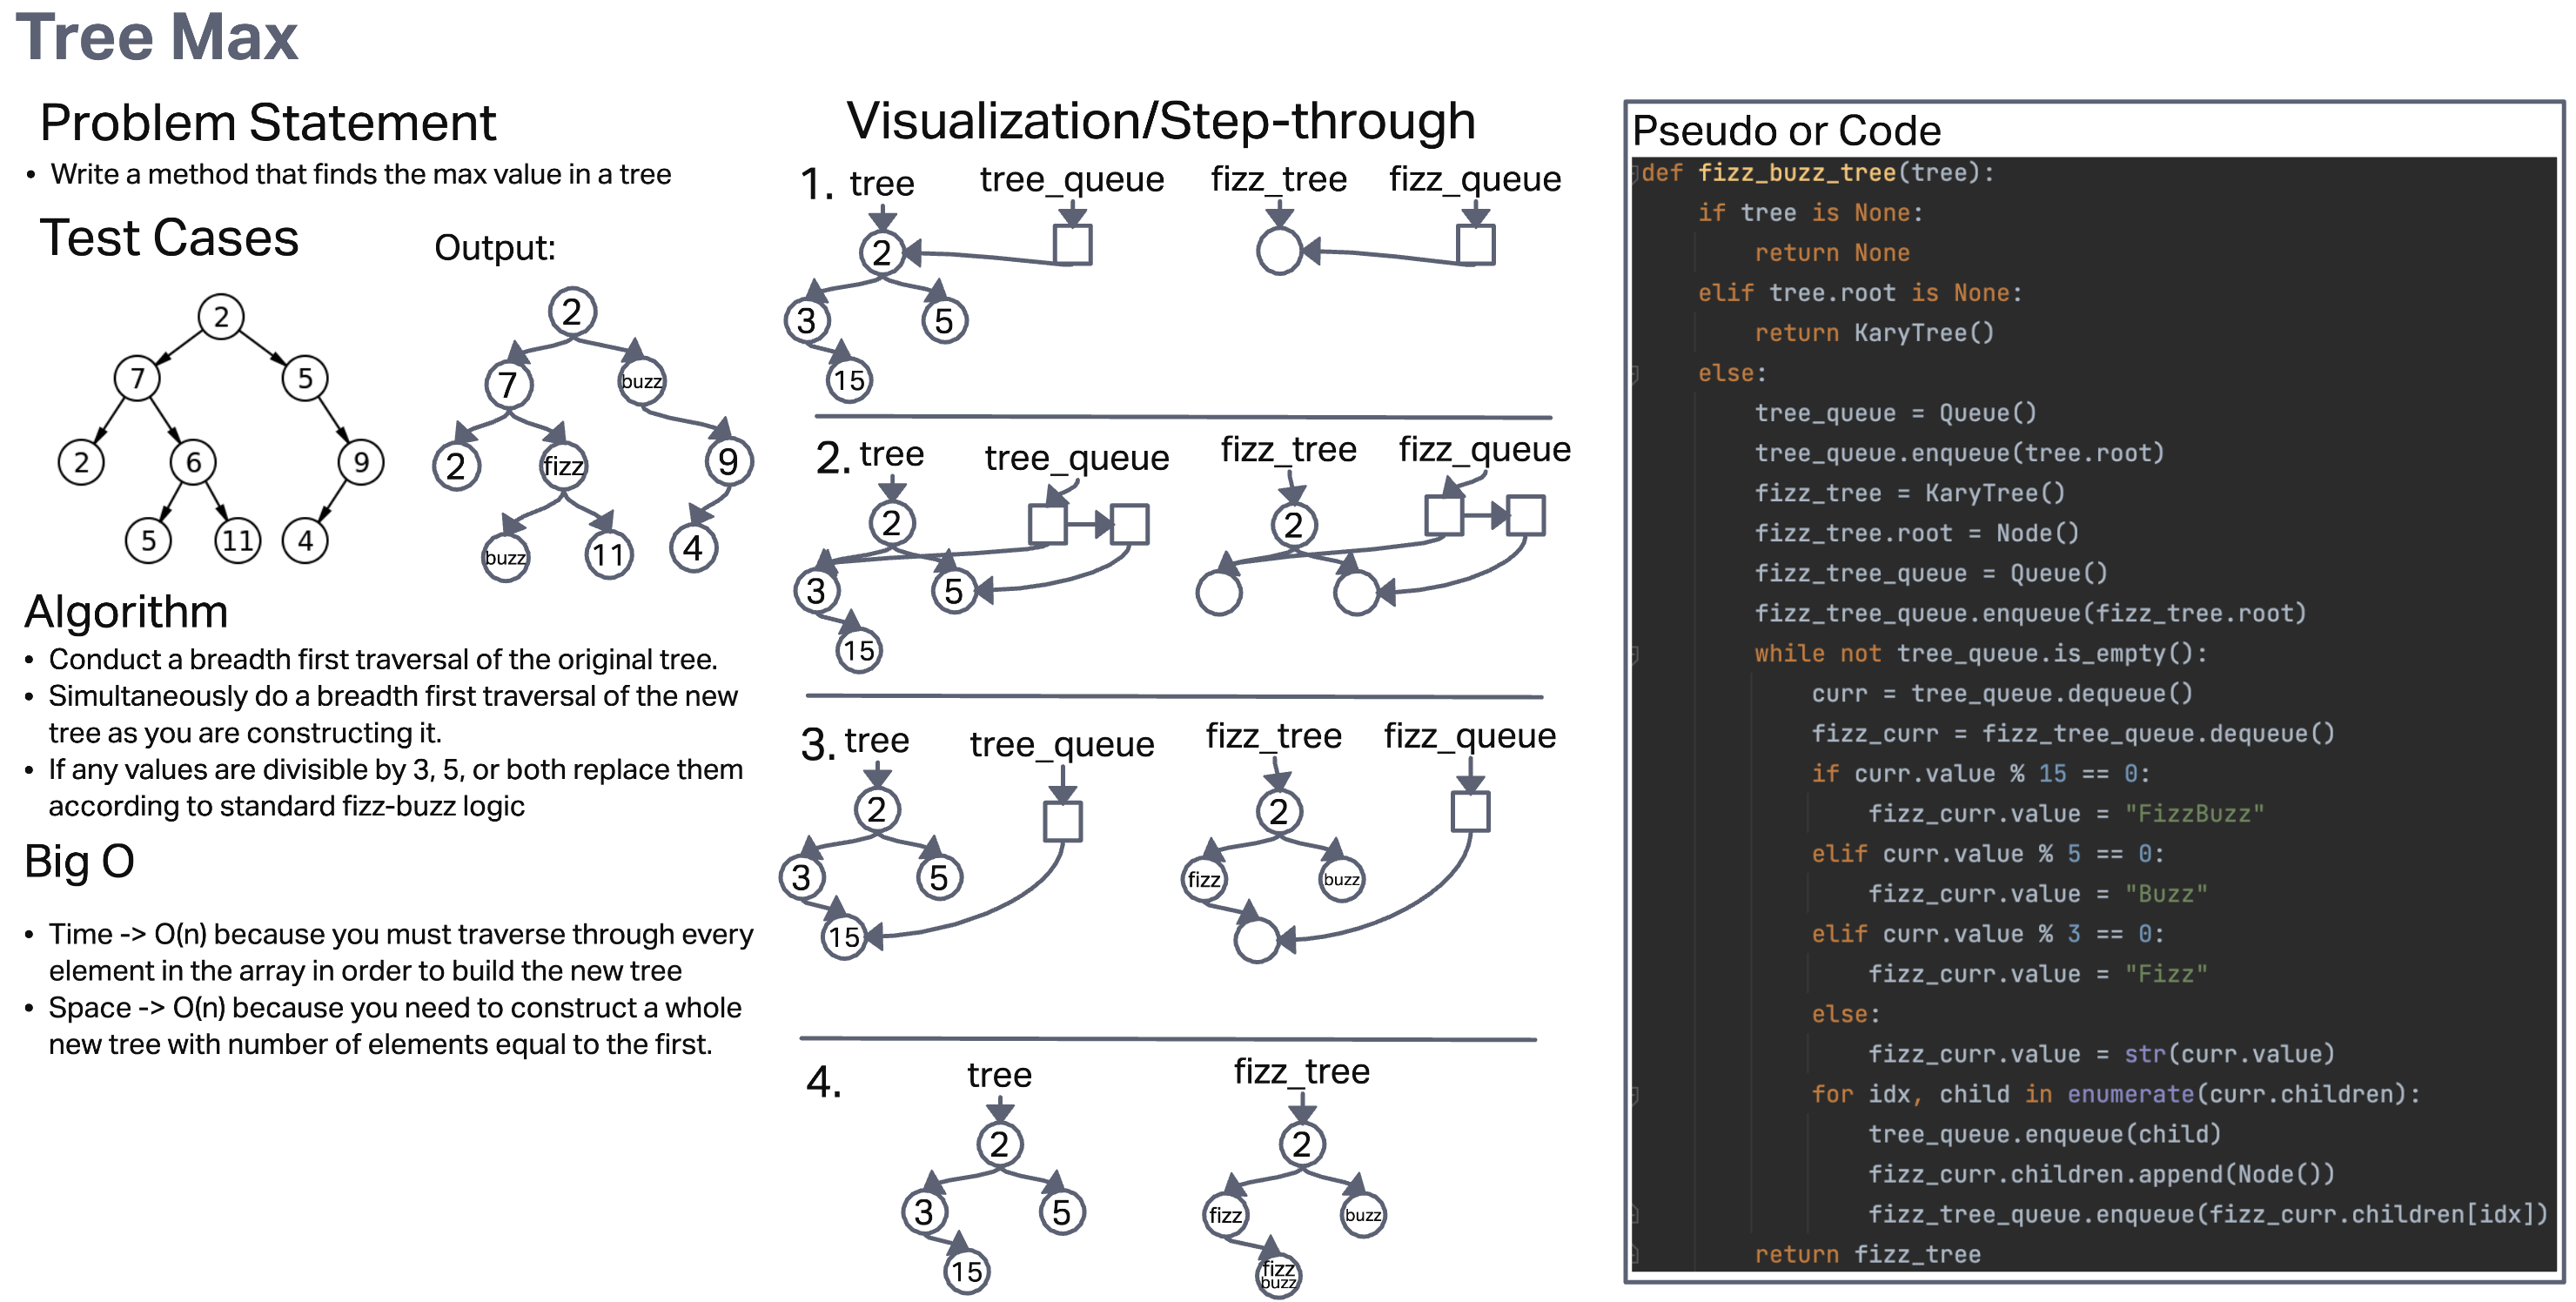 Tree Max
Problem Statement
• Write a method that finds the max value in a tree
Test Cases
Output:
2
7 5
2 6 9
5 11 4
2
7 buzz
2 fizz 9
buzz 11 4
Algorithm
• Conduct a breadth first traversal of the original tree.
• Simultaneously do a breadth first traversal of the new
tree as you are constructing it.
• If any values are divisible by 3, 5, or both replace them
according to standard fizz-buzz logic
Big O
• Time -> O(n) because you must traverse through every
element in the array in order to build the new tree
• Space -> O(n) because you need to construct a whole
new tree with number of elements equal to the first.
Visualization/Step-through
1. tree tree_queue fizz_tree fizz_queue
2
3 5
15
2. tree tree_queue fizz_tree fizz_queue
2 2
3 5
15
3. tree tree_queue fizz_tree fizz_queue
2 2
3 5 fizz buzz
15
4. tree fizz_tree
2 2
3 5 fizz buzz
15 fizz
buzz
Pseudo or Code
def fizz_buzz_tree(tree):
if tree is None:
return None
elif tree.root is None:
return KaryTree()
else:
tree_queue = Queue()
tree_queue.enqueue(tree.root)
fizz_tree = KaryTree()
fizz_tree.root = Node()
fizz_tree_queue = Queue()
fizz_tree_queue.enqueue(fizz_tree.root)
while not tree_queue.is_empty():
curr = tree_queue.dequeue()
fizz_curr = fizz_tree_queue.dequeue()
if curr.value % 15 == 0:
fizz_curr.value = "FizzBuzz"
elif curr.value % 5 == 0:
fizz_curr.value = "Buzz"
elif curr.value % 3 == 0:
fizz_curr.value = "Fizz"
else:
fizz_curr.value = str(curr.value)
for idx, child in enumerate(curr.children):
tree_queue.enqueue(child)
fizz_curr.children.append(Node())
fizz_tree_queue.enqueue(fizz_curr.children[idx])
return fizz_tree